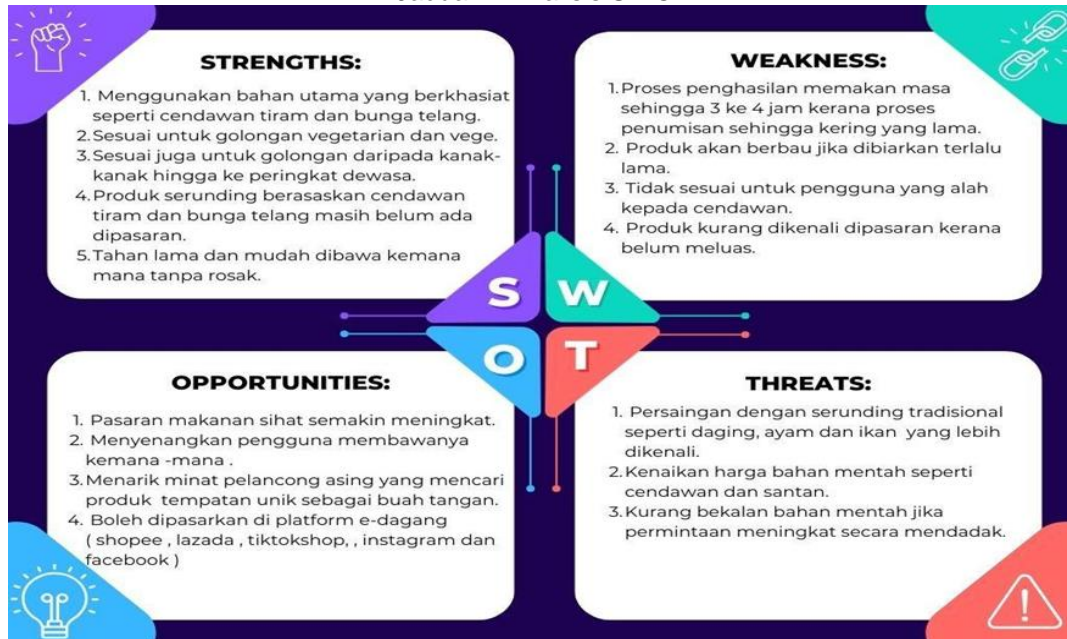 STRENGTHS:
1. Menggunakan bahan utama yang berkhasiat
seperti cendawan tiram dan bunga telang.
2.Sesuai untuk golongan vegetarian dan vege.
3.Sesuai juga untuk golongan daripada kanak-
kanak hingga ke peringkat dewasa.
4.Produk serunding berasaskan cendawan
tiram dan bunga telang masih belum ada
dipasaran.
5.Tahan lama dan mudah dibawa kemana
mana tanpa rosak.
WEAKNESS:
1.Proses penghasilan memakan masa
sehingga 3 ke 4 jam kerana proses
penumisan sehingga kering yang lama.
2. Produk akan berbau jika dibiarkan terlalu
lama.
3. Tidak sesuai untuk pengguna yang alah
kepada cendawan.
4. Produk kurang dikenali dipasaran kerana
belum meluas.
S W
O T
OPPORTUNITIES:
1. Pasaran makanan sihat semakin meningkat.
2. Menyenangkan pengguna membawanya
kemana -mana .
3.Menarik minat pelancong asing yang mencari
produk tempatan unik sebagai buah tangan.
4. Boleh dipasarkan di platform e-dagang
( shopee , lazada , tiktokshop, , instagram dan
facebook )
THREATS:
1. Persaingan dengan serunding tradisional
seperti daging, ayam dan ikan yang lebih
dikenali.
2.Kenaikan harga bahan mentah seperti
cendawan dan santan.
3.Kurang bekalan bahan mentah jika
permintaan meningkat secara mendadak.